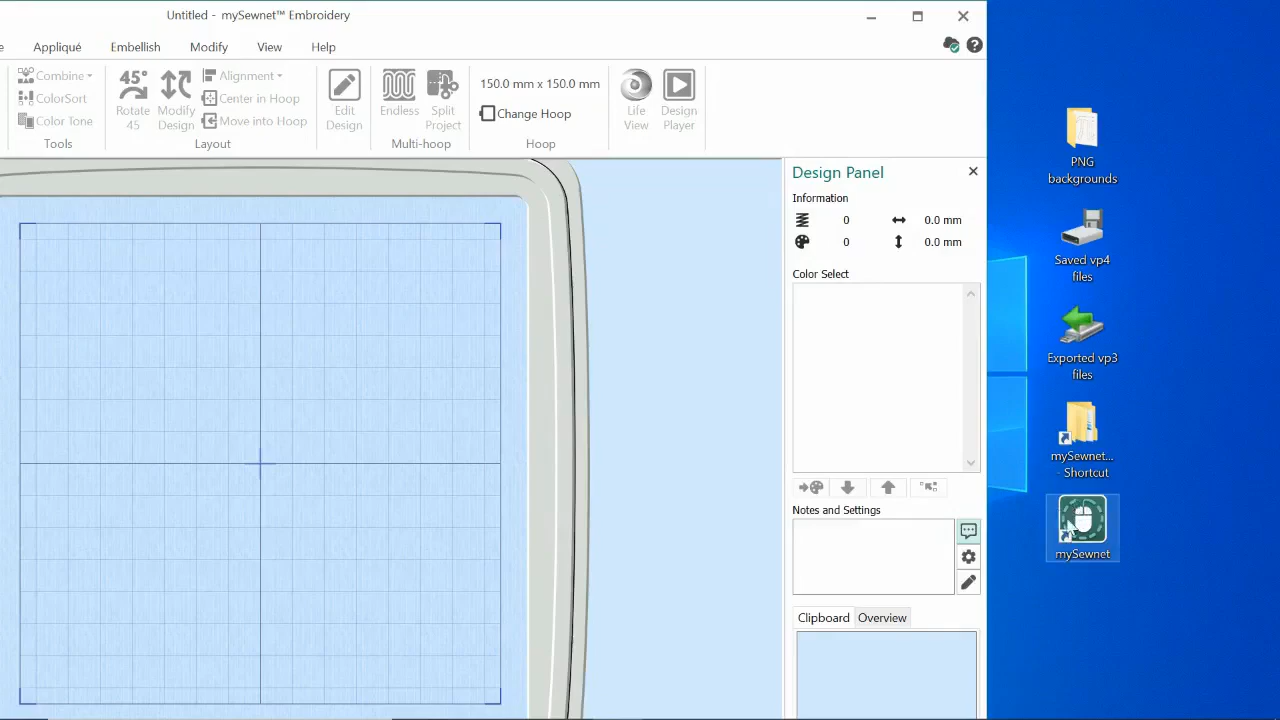 Untitled - mySewnet™ Embroidery
e Appliqué Embellish Modify View Help
Combine
ColorSort
Color Tone
Tools
45°
Rotate
45
Modify
Design
Alignment
Center in Hoop
Move into Hoop
Layout
Edit
Design
Endless
Split
Project
Multi-hoop
150.0 mm x 150.0 mm
Change Hoop
Hoop
Life
View
Design
Player
Design Panel
Information
0 0.0 mm
0 0.0 mm
Color Select
Notes and Settings
Clipboard Overview
PNG
backgrounds
Saved vp4
files
Exported vp3
files
mySewnet...
- Shortcut
mySewnet